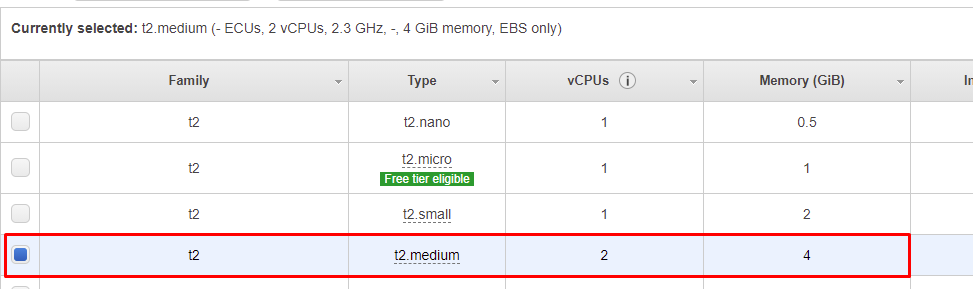 Currently selected: t2.medium (- ECUs, 2 vCPUs, 2.3 GHz, -, 4 GiB memory, EBS only)
Family Type vCPUs i Memory (GiB) In
t2 t2.nano 1 0.5
t2 t2.micro 1 1
Free tier eligible
t2 t2.small 1 2
t2 t2.medium 2 4